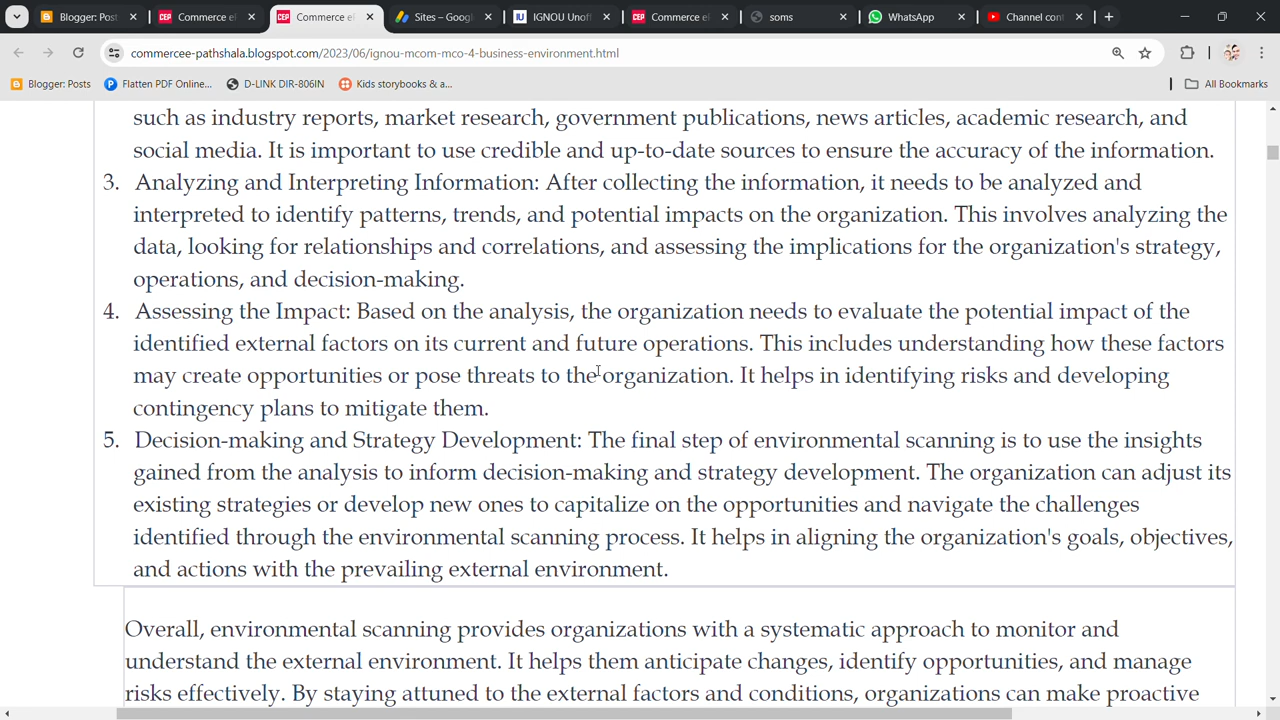 Blogger: Post
Commerce el
Commerce el
Sites – Goog
IGNOU Unof
Commerce el
soms
WhatsApp
Channel con
commercee-pathshala.blogspot.com/2023/06/ignou-mcom-mco-4-business-environment.html
Blogger: Posts
Flatten PDF Online...
D-LINK DIR-806IN
Kids storybooks & a...
All Bookmarks
such as industry reports, market research, government publications, news articles, academic research, and
social media. It is important to use credible and up-to-date sources to ensure the accuracy of the information.
3. Analyzing and Interpreting Information: After collecting the information, it needs to be analyzed and
interpreted to identify patterns, trends, and potential impacts on the organization. This involves analyzing the
data, looking for relationships and correlations, and assessing the implications for the organization's strategy,
operations, and decision-making.
4. Assessing the Impact: Based on the analysis, the organization needs to evaluate the potential impact of the
identified external factors on its current and future operations. This includes understanding how these factors
may create opportunities or pose threats to the organization. It helps in identifying risks and developing
contingency plans to mitigate them.
5. Decision-making and Strategy Development: The final step of environmental scanning is to use the insights
gained from the analysis to inform decision-making and strategy development. The organization can adjust its
existing strategies or develop new ones to capitalize on the opportunities and navigate the challenges
identified through the environmental scanning process. It helps in aligning the organization's goals, objectives,
and actions with the prevailing external environment.
Overall, environmental scanning provides organizations with a systematic approach to monitor and
understand the external environment. It helps them anticipate changes, identify opportunities, and manage
risks effectively. By staying attuned to the external factors and conditions, organizations can make proactive